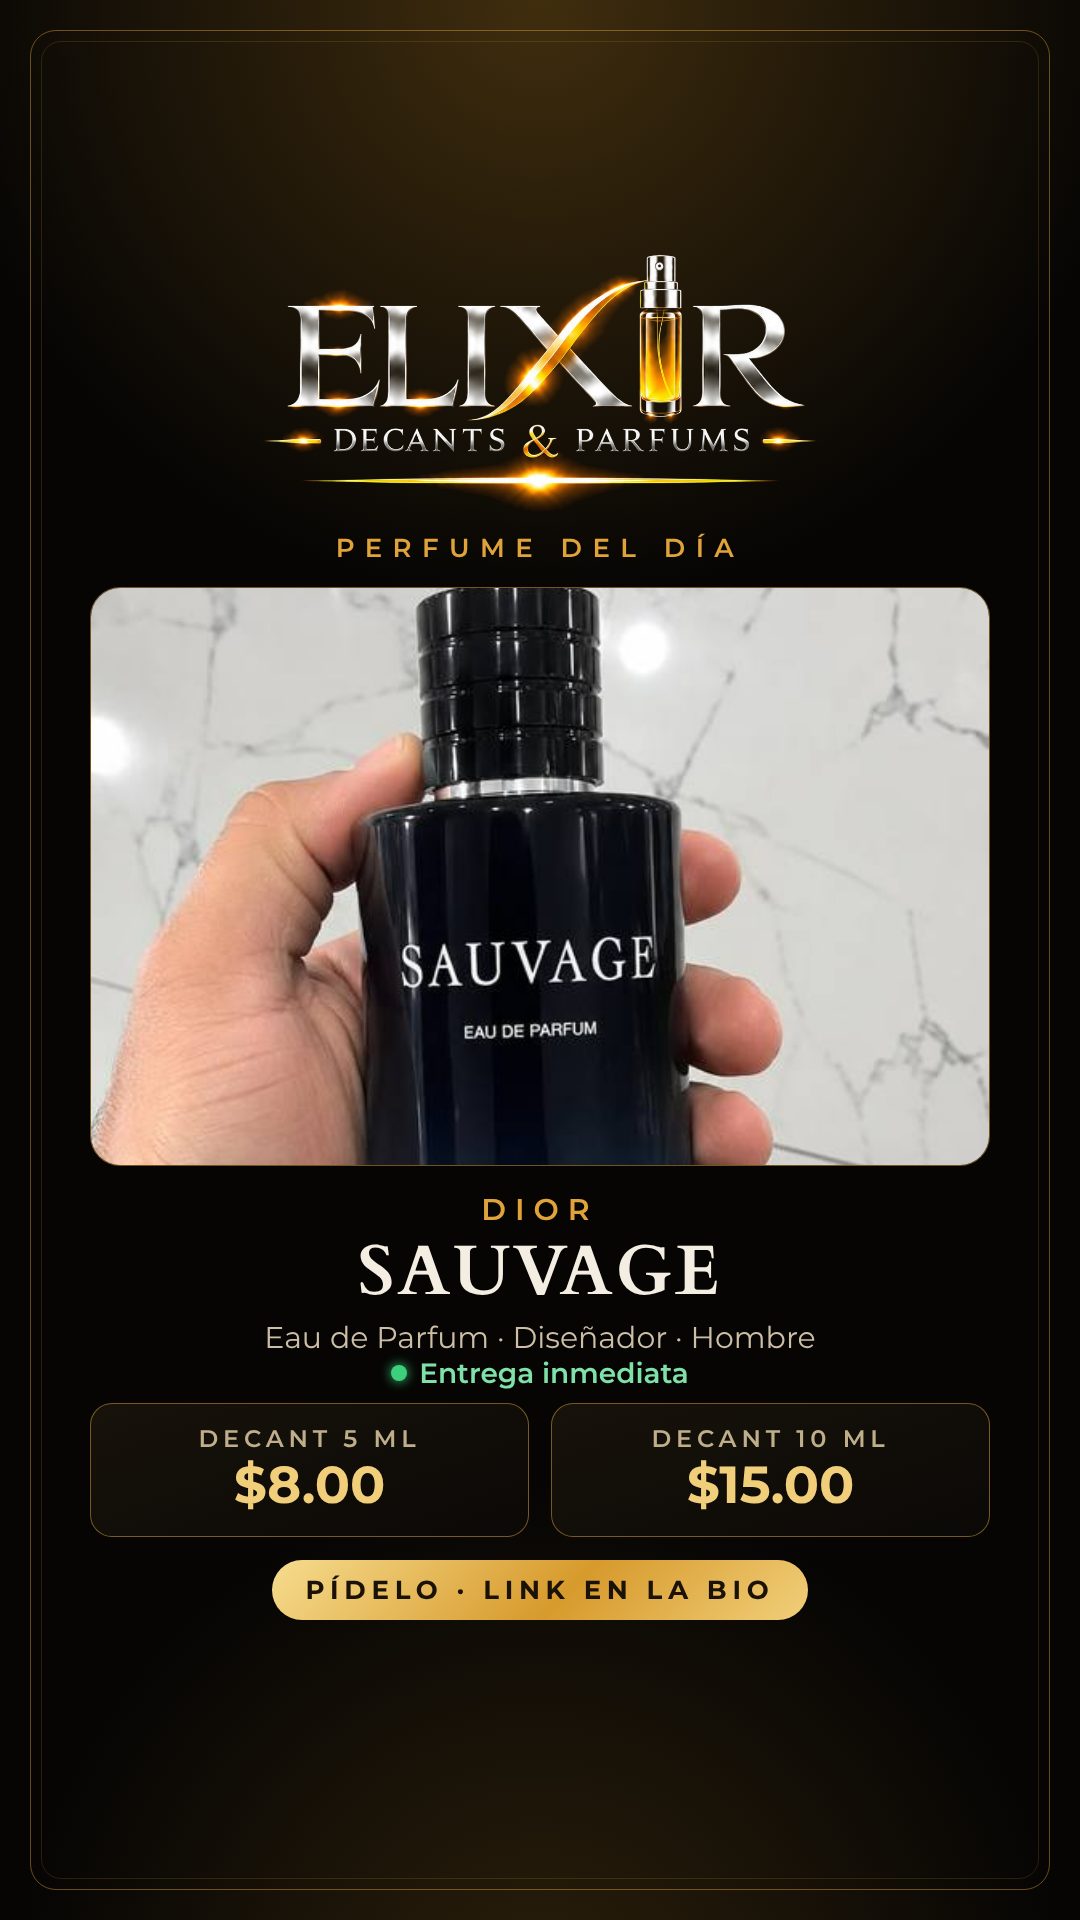 ELIXIR
DECANTS & PARFUMS
PERFUME DEL DÍA
SAUVAGE
EAU DE PARFUM
DIOR
SAUVAGE
Eau de Parfum · Diseñador · Hombre
Entrega inmediata
DECANT 5 ML
$8.00
DECANT 10 ML
$15.00
PÍDELO · LINK EN LA BIO